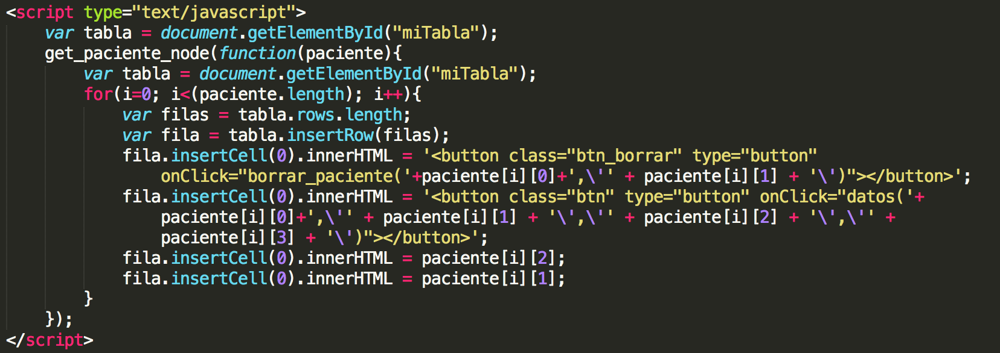 <script type="text/javascript">
    var tabla = document.getElementById("miTabla");
    get_paciente_node(function(paciente){
        var tabla = document.getElementById("miTabla");
        for(i=0; i<(paciente.length); i++){
            var filas = tabla.rows.length;
            var fila = tabla.insertRow(filas);
            fila.insertCell(0).innerHTML = '<button class="btn_borrar" type="button"
                onClick="borrar_paciente('+paciente[i][0]+',\'' + paciente[i][1] + '\')"></button>';
            fila.insertCell(0).innerHTML = '<button class="btn" type="button" onClick="datos('+
                paciente[i][0]+',\'' + paciente[i][1] + '\',\'' + paciente[i][2] + '\',\'' +
                paciente[i][3] + '\')"></button>';
            fila.insertCell(0).innerHTML = paciente[i][2];
            fila.insertCell(0).innerHTML = paciente[i][1];
        }
    });
</script>